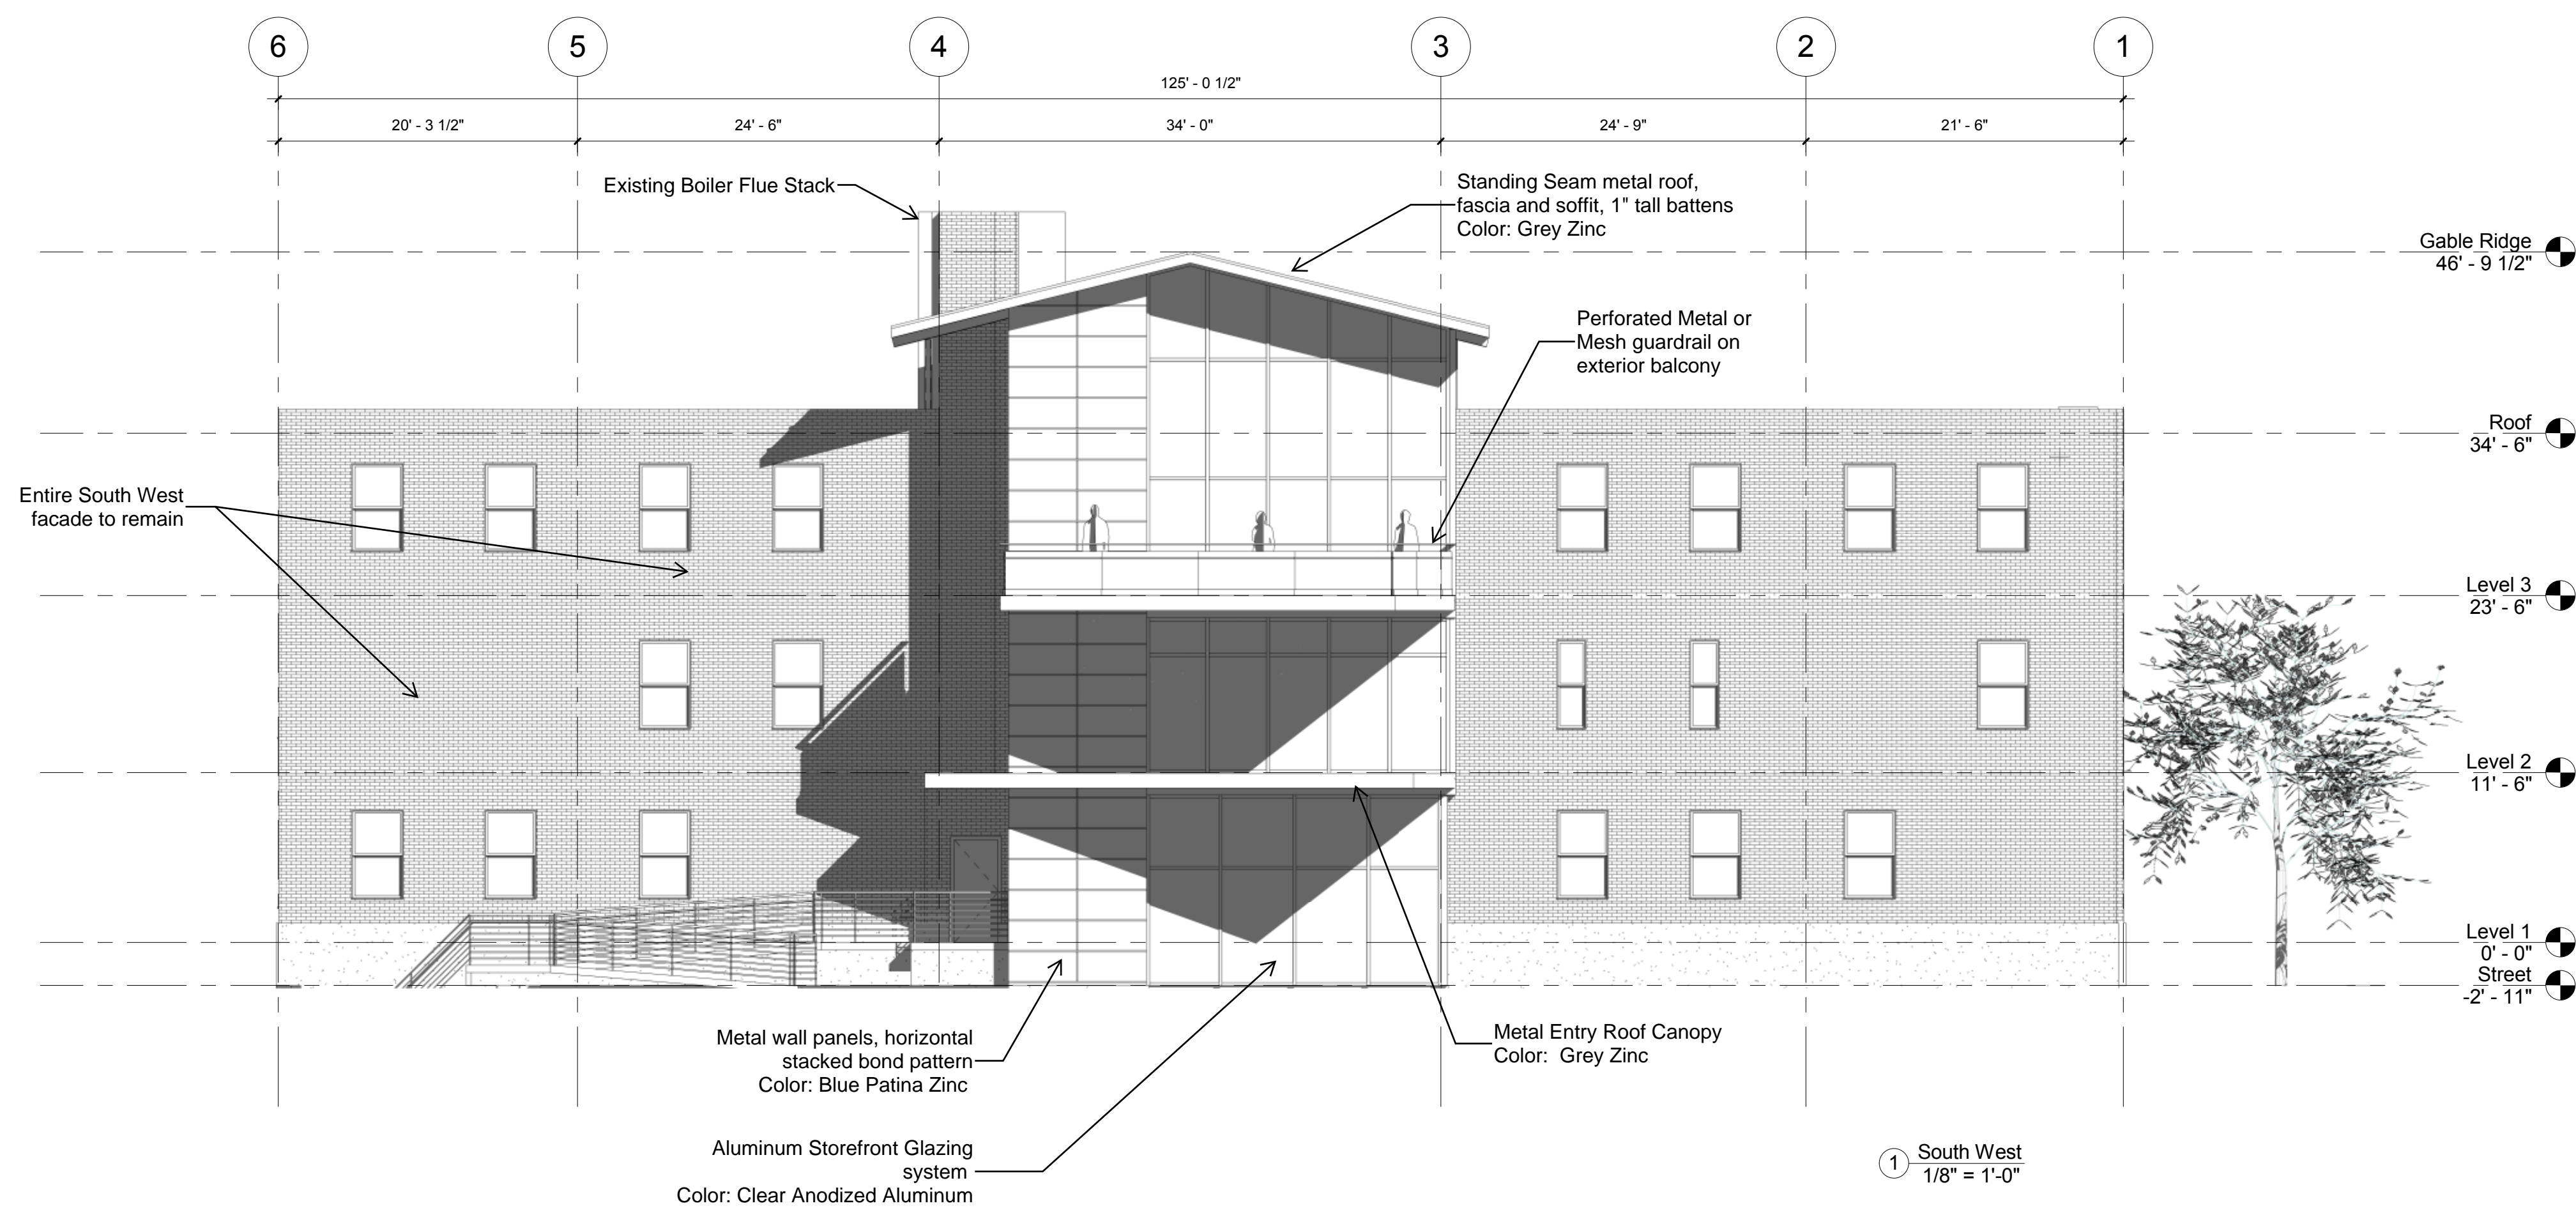 6
5
4
3
2
1
125' - 0 1/2"
20' - 3 1/2"
24' - 6"
34' - 0"
24' - 9"
21' - 6"
Existing Boiler Flue Stack
Standing Seam metal roof,
fascia and soffit, 1" tall battens
Color: Grey Zinc
Gable Ridge
46' - 9 1/2"
Perforated Metal or
Mesh guardrail on
exterior balcony
Roof
34' - 6"
Entire South West
facade to remain
Level 3
23' - 6"
Level 2
11' - 6"
Level 1
0' - 0"
Street
-2' - 11"
Metal wall panels, horizontal
stacked bond pattern
Color: Blue Patina Zinc
Metal Entry Roof Canopy
Color: Grey Zinc
Aluminum Storefront Glazing
system
Color: Clear Anodized Aluminum
1
South West
1/8" = 1'-0"